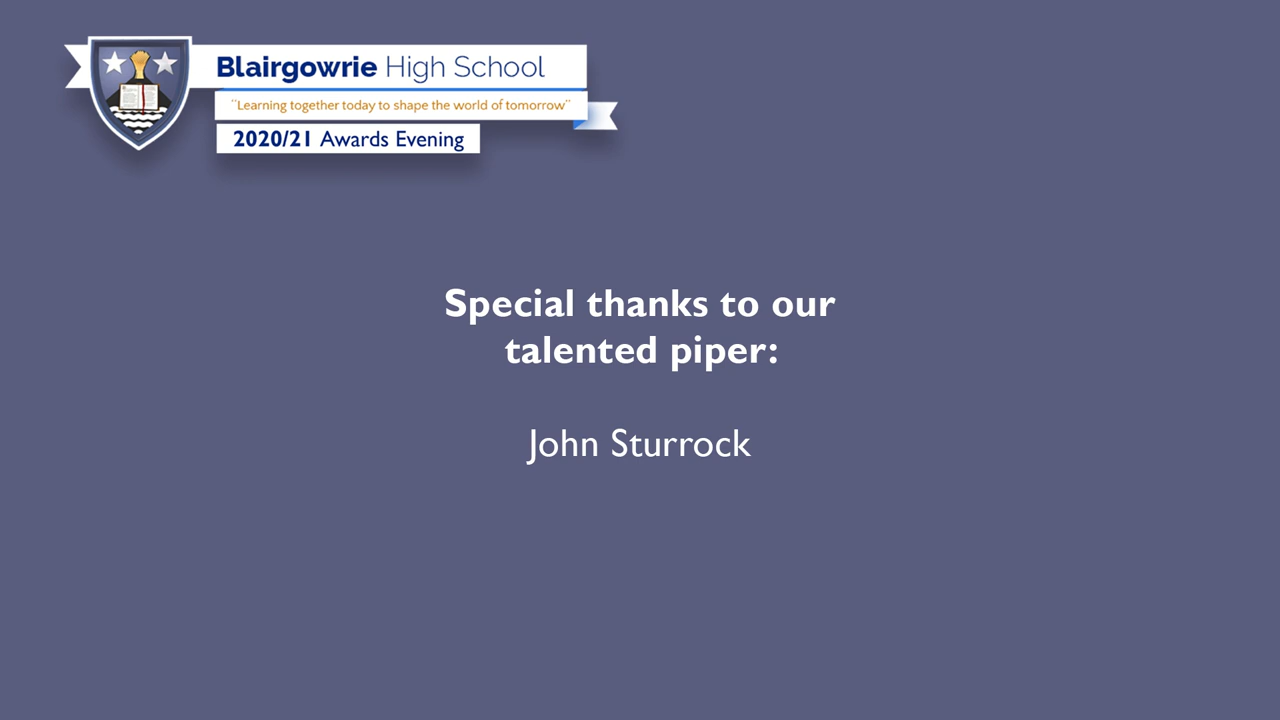 Blairgowrie High School
"Learning together today to shape the world of tomorrow"
2020/21 Awards Evening
Special thanks to our
talented piper:
John Sturrock